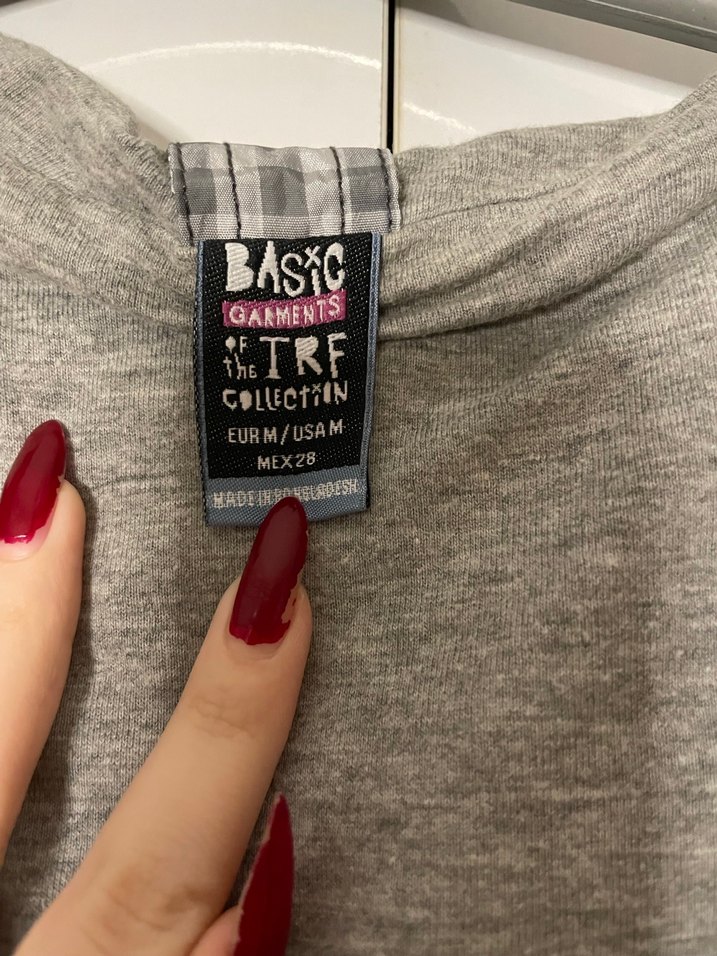 BASIC
GARMENTS
OF
the TRF
COLLECTION
EUR M / USA M
MEX 28
MADE IN BANGLADESH